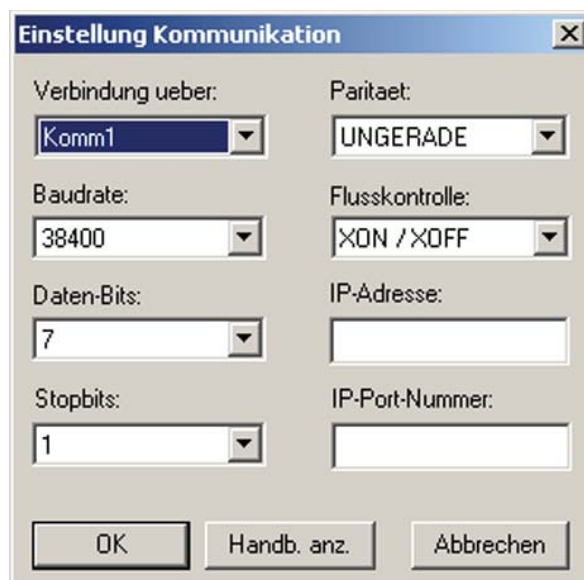 Einstellung Kommunikation
Verbindung ueber:
Komm1
Paritaet:
UNGERADE
Baudrate:
38400
Flusskontrolle:
XON / XOFF
Daten-Bits:
7
IP-Adresse:
Stopbits:
1
IP-Port-Nummer:
OK
Handb. anz.
Abbrechen